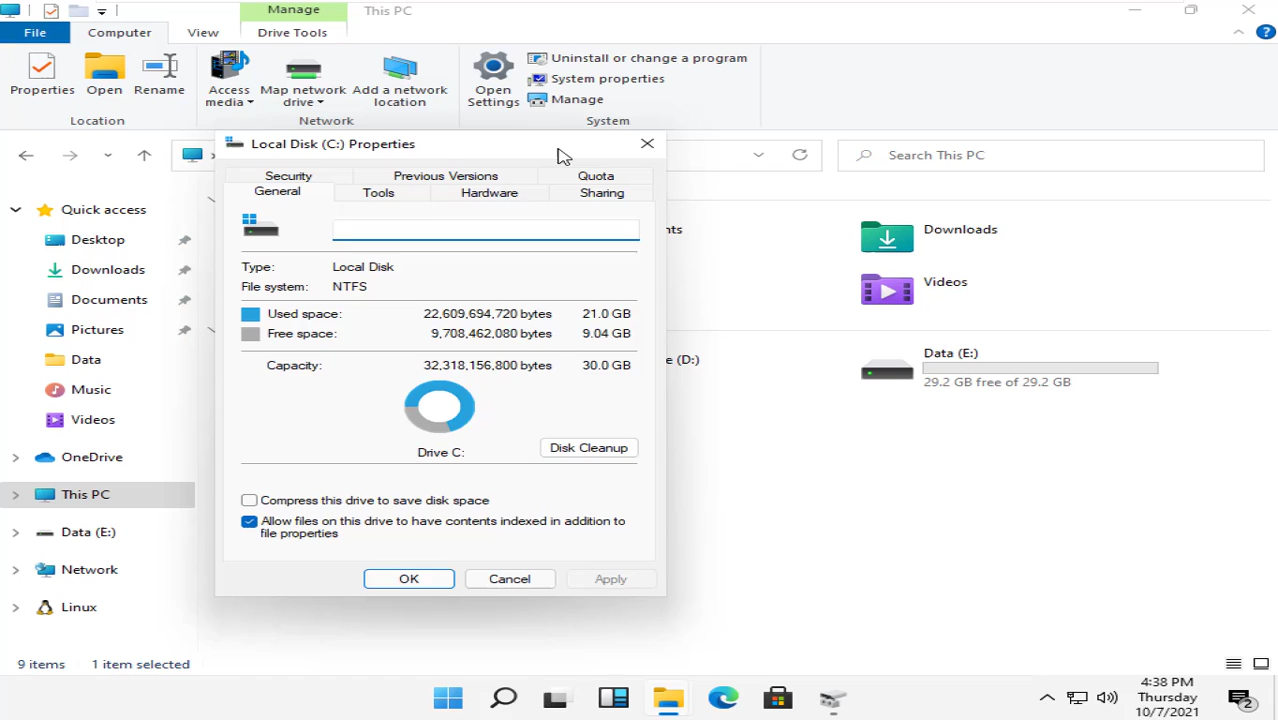 Manage
This PC
File
Computer
View
Drive Tools
Properties
Open
Rename
Access media
Map network drive
Add a network location
Open Settings
Uninstall or change a program
System properties
Manage
Location
Network
System
Local Disk (C:) Properties
Search This PC
Security
Previous Versions
Quota
General
Tools
Hardware
Sharing
Type: Local Disk
File system: NTFS
Used space: 22,609,694,720 bytes 21.0 GB
Free space: 9,708,462,080 bytes 9.04 GB
Capacity: 32,318,156,800 bytes 30.0 GB
Drive C:
Disk Cleanup
Compress this drive to save disk space
Allow files on this drive to have contents indexed in addition to
file properties
OK
Cancel
Apply
Quick access
Desktop
Downloads
Documents
Pictures
Data
Music
Videos
OneDrive
This PC
Data (E:)
Network
Linux
nts
Downloads
Videos
e (D:)
Data (E:)
29.2 GB free of 29.2 GB
9 items
1 item selected
4:38 PM
Thursday
10/7/2021
2